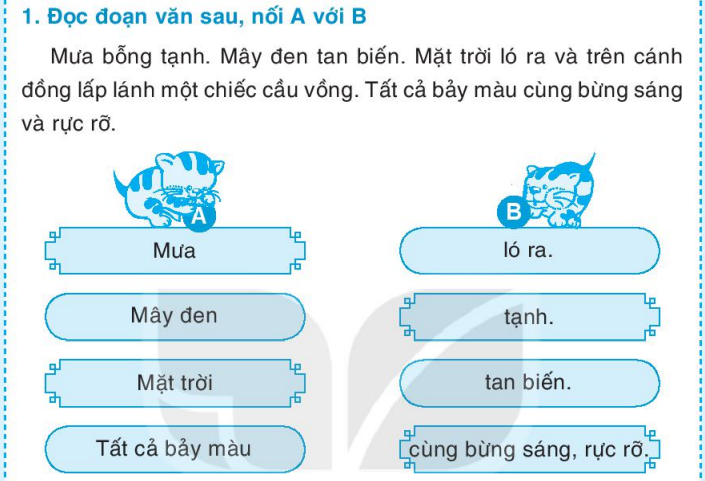 1. Đọc đoạn văn sau, nối A với B
Mưa bỗng tạnh. Mây đen tan biến. Mặt trời ló ra và trên cánh
đồng lấp lánh một chiếc cầu vồng. Tất cả bảy màu cùng bừng sáng
và rực rỡ.
A
B
Mưa
ló ra.
Mây đen
tạnh.
Mặt trời
tan biến.
Tất cả bảy màu
cùng bừng sáng, rực rỡ.